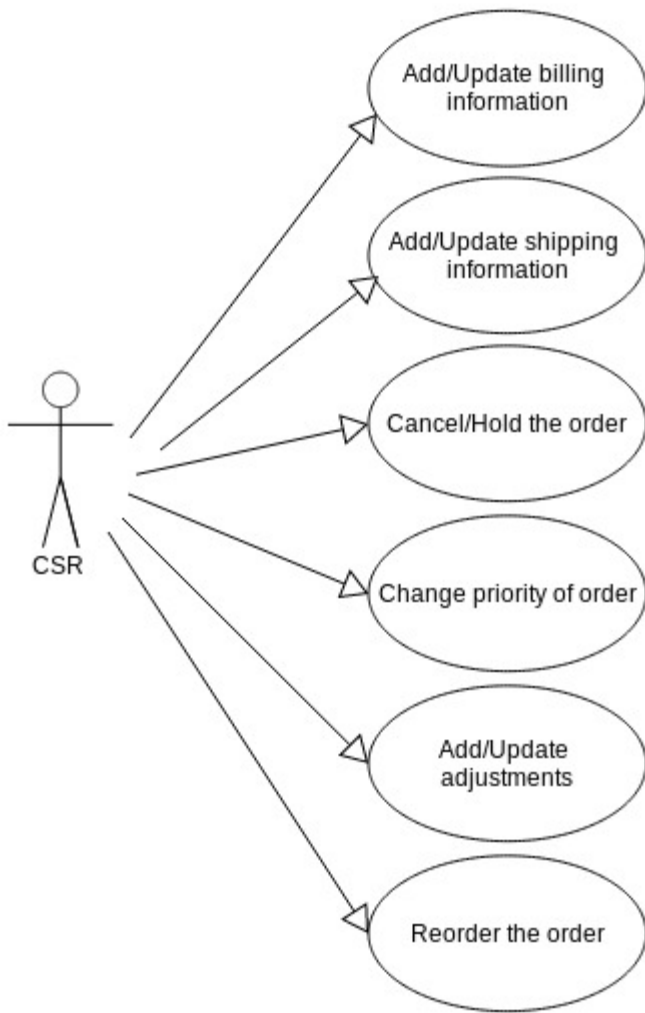 Add/Update billing
information
Add/Update shipping
information
Cancel/Hold the order
CSR
Change priority of order
Add/Update
adjustments
Reorder the order